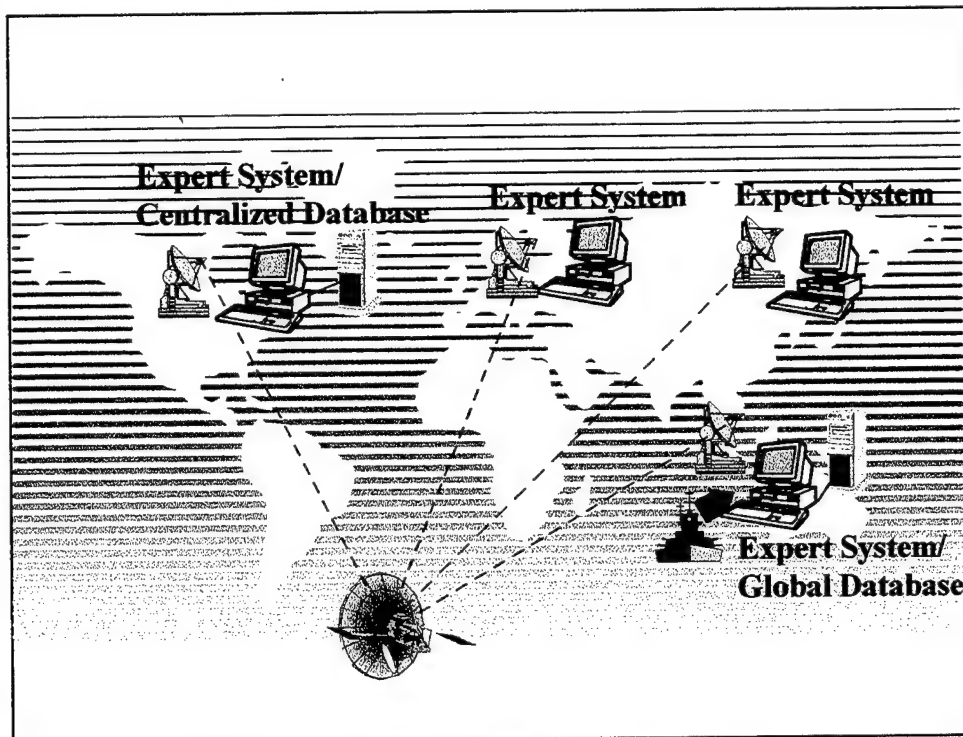 Expert System/
Centralized Database
Expert System
Expert System
Expert System/
Global Database